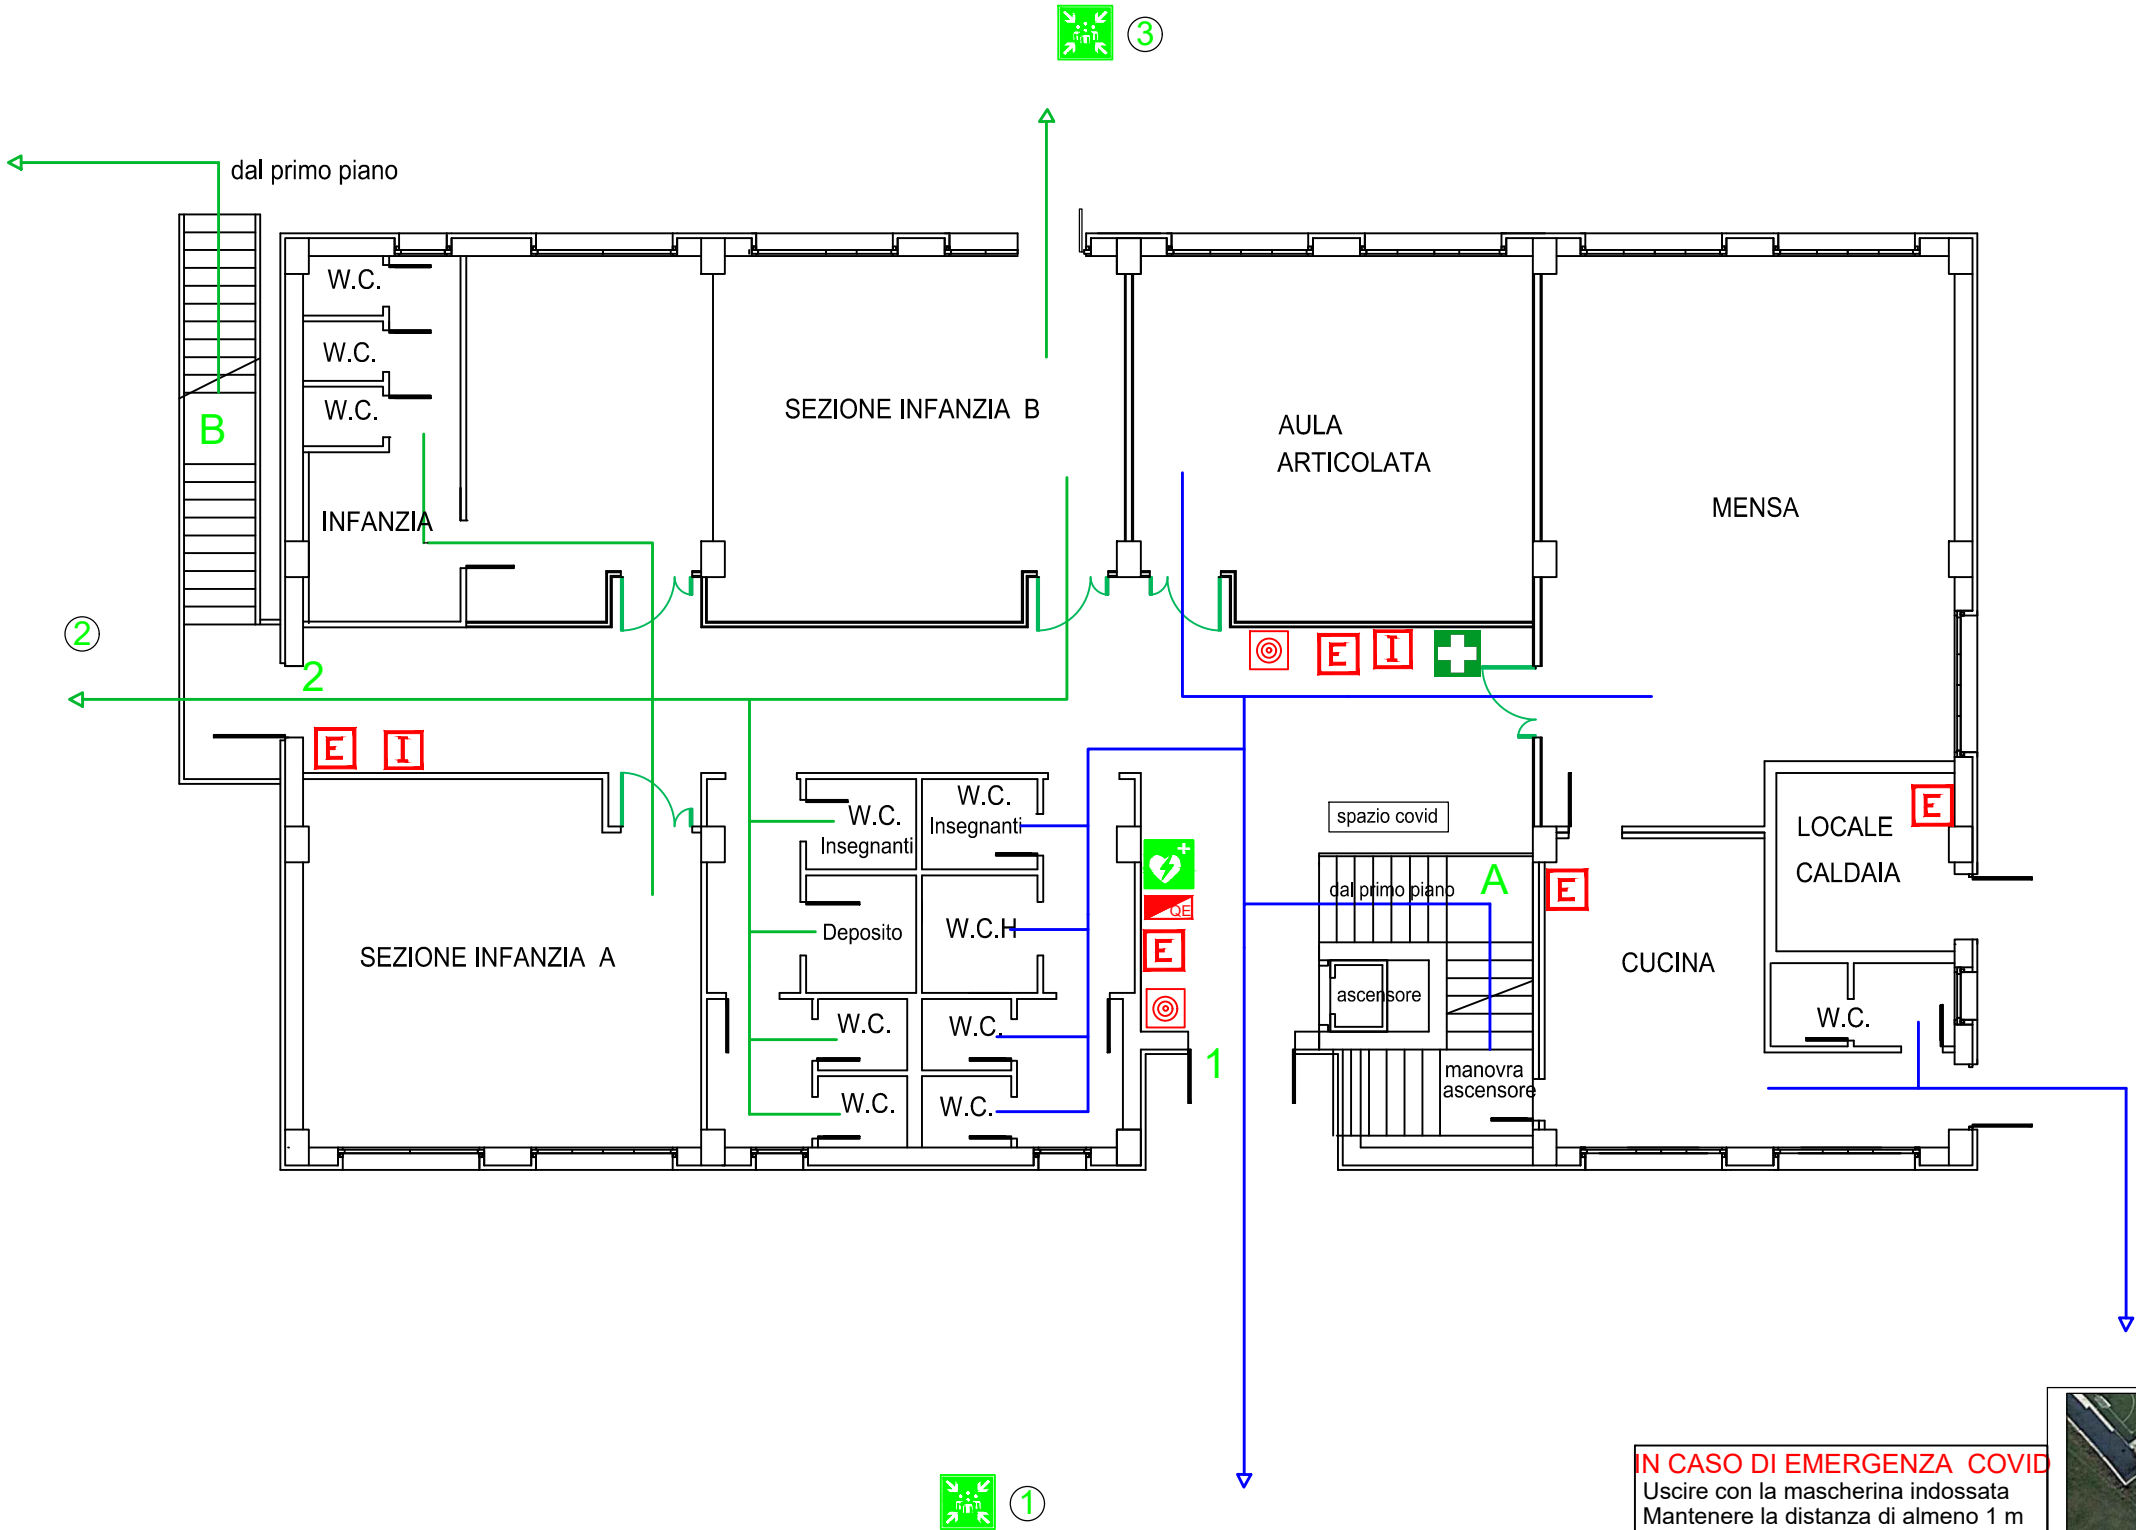 3
dal primo piano
W.C.
W.C.
W.C.
B
SEZIONE INFANZIA B
AULA
ARTICOLATA
INFANZIA
MENSA
2
2
E I
E I
E
W.C.
Insegnanti
W.C.
Insegnanti
spazio covid
LOCALE
CALDAIA
E
dal primo piano
A
E
QE
Deposito
W.C.H
SEZIONE INFANZIA A
CUCINA
ascensore
W.C.
W.C.
W.C.
1
manovra
ascensore
W.C.
W.C.
IN CASO DI EMERGENZA COVID
Uscire con la mascherina indossata
Mantenere la distanza di almeno 1 m
1